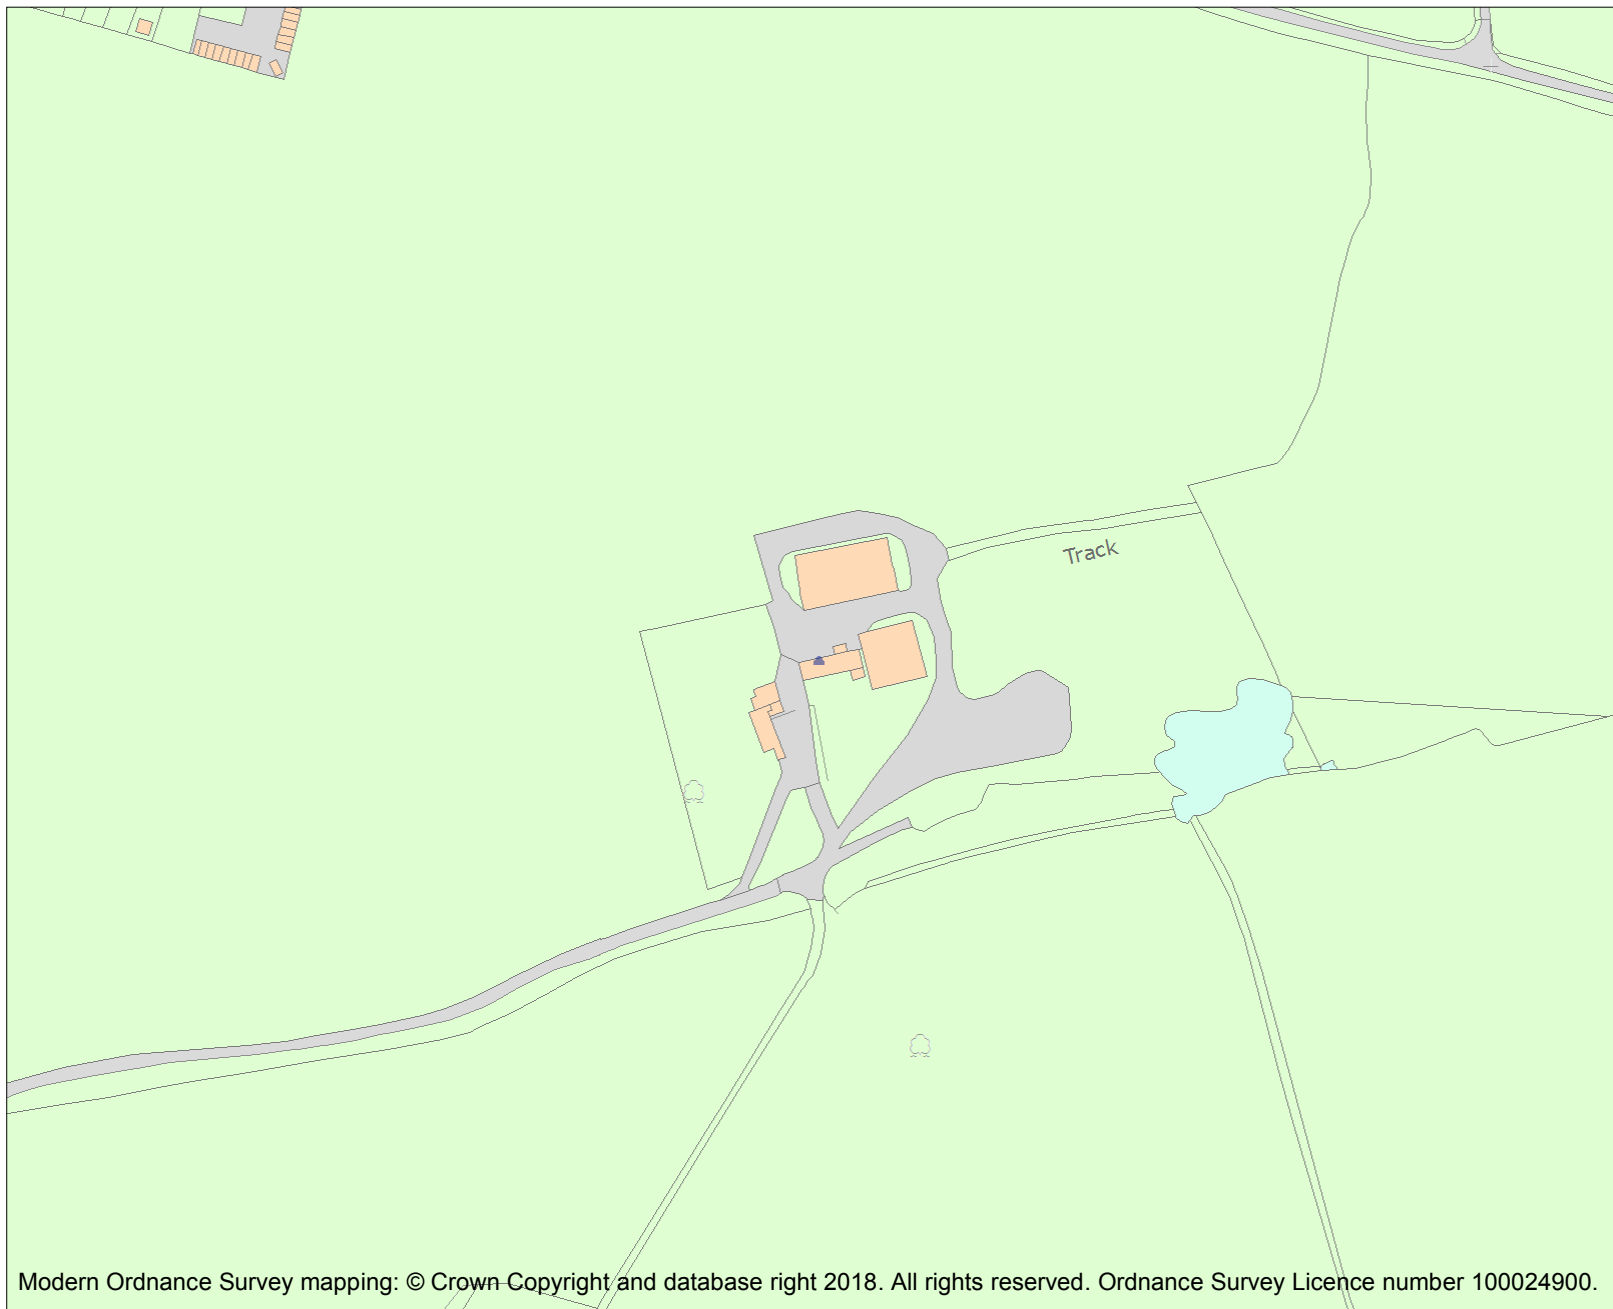 Track
Modern Ordnance Survey mapping: © Crown Copyright and database right 2018. All rights reserved. Ordnance Survey Licence number 100024900.